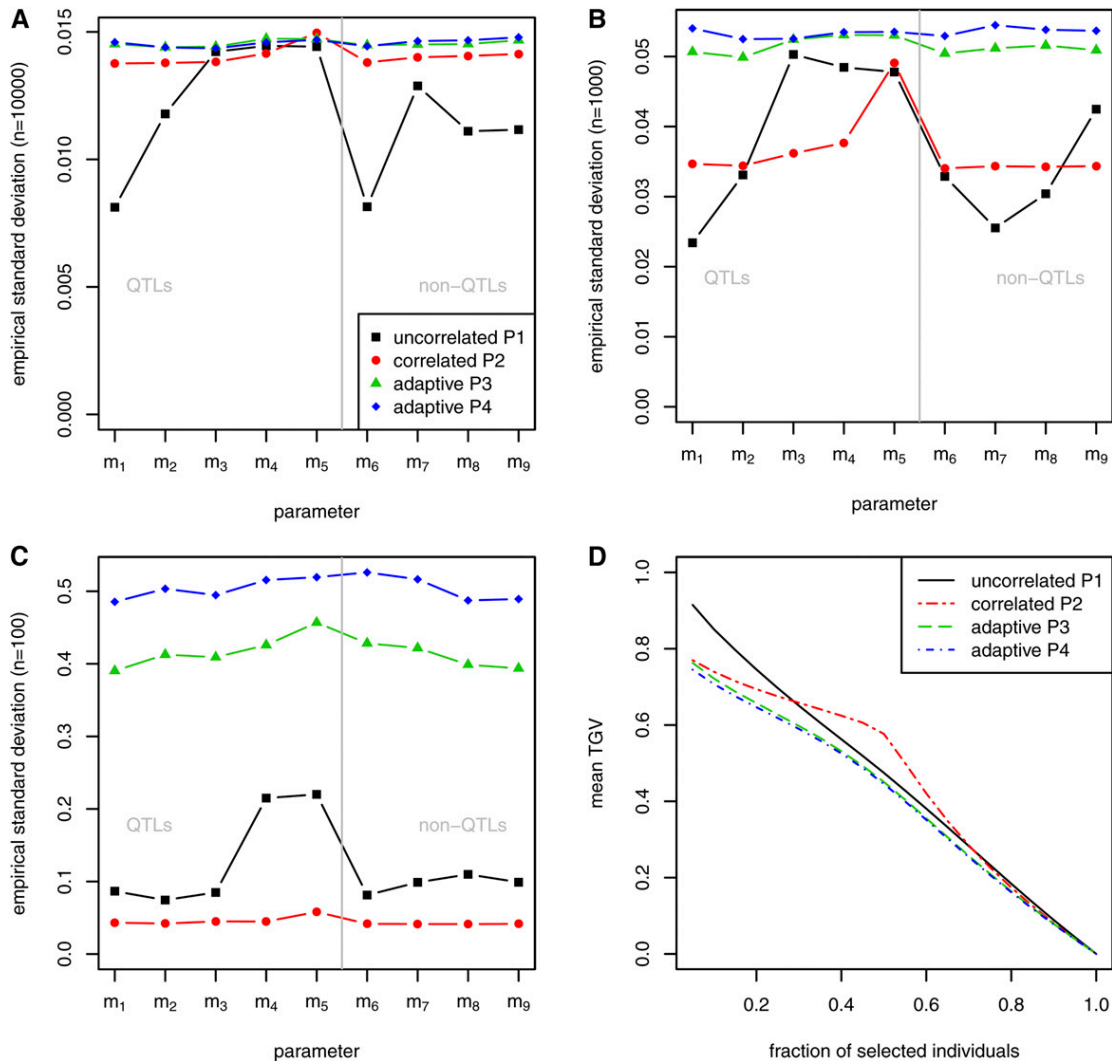 A
empirical standard deviation (n=10000)
0.015
0.010
0.005
0.000
QTLs
non−QTLs
uncorrelated P1
correlated P2
adaptive P3
adaptive P4
m1 m2 m3 m4 m5 m6 m7 m8 m9
parameter
B
empirical standard deviation (n=1000)
0.05
0.04
0.03
0.02
0.01
0.00
QTLs
non−QTLs
m1 m2 m3 m4 m5 m6 m7 m8 m9
parameter
C
empirical standard deviation (n=100)
0.5
0.4
0.3
0.2
0.1
0.0
QTLs
non−QTLs
m1 m2 m3 m4 m5 m6 m7 m8 m9
parameter
D
mean TGV
1.0
0.8
0.6
0.4
0.2
0.0
uncorrelated P1
correlated P2
adaptive P3
adaptive P4
0.2 0.4 0.6 0.8 1.0
fraction of selected individuals